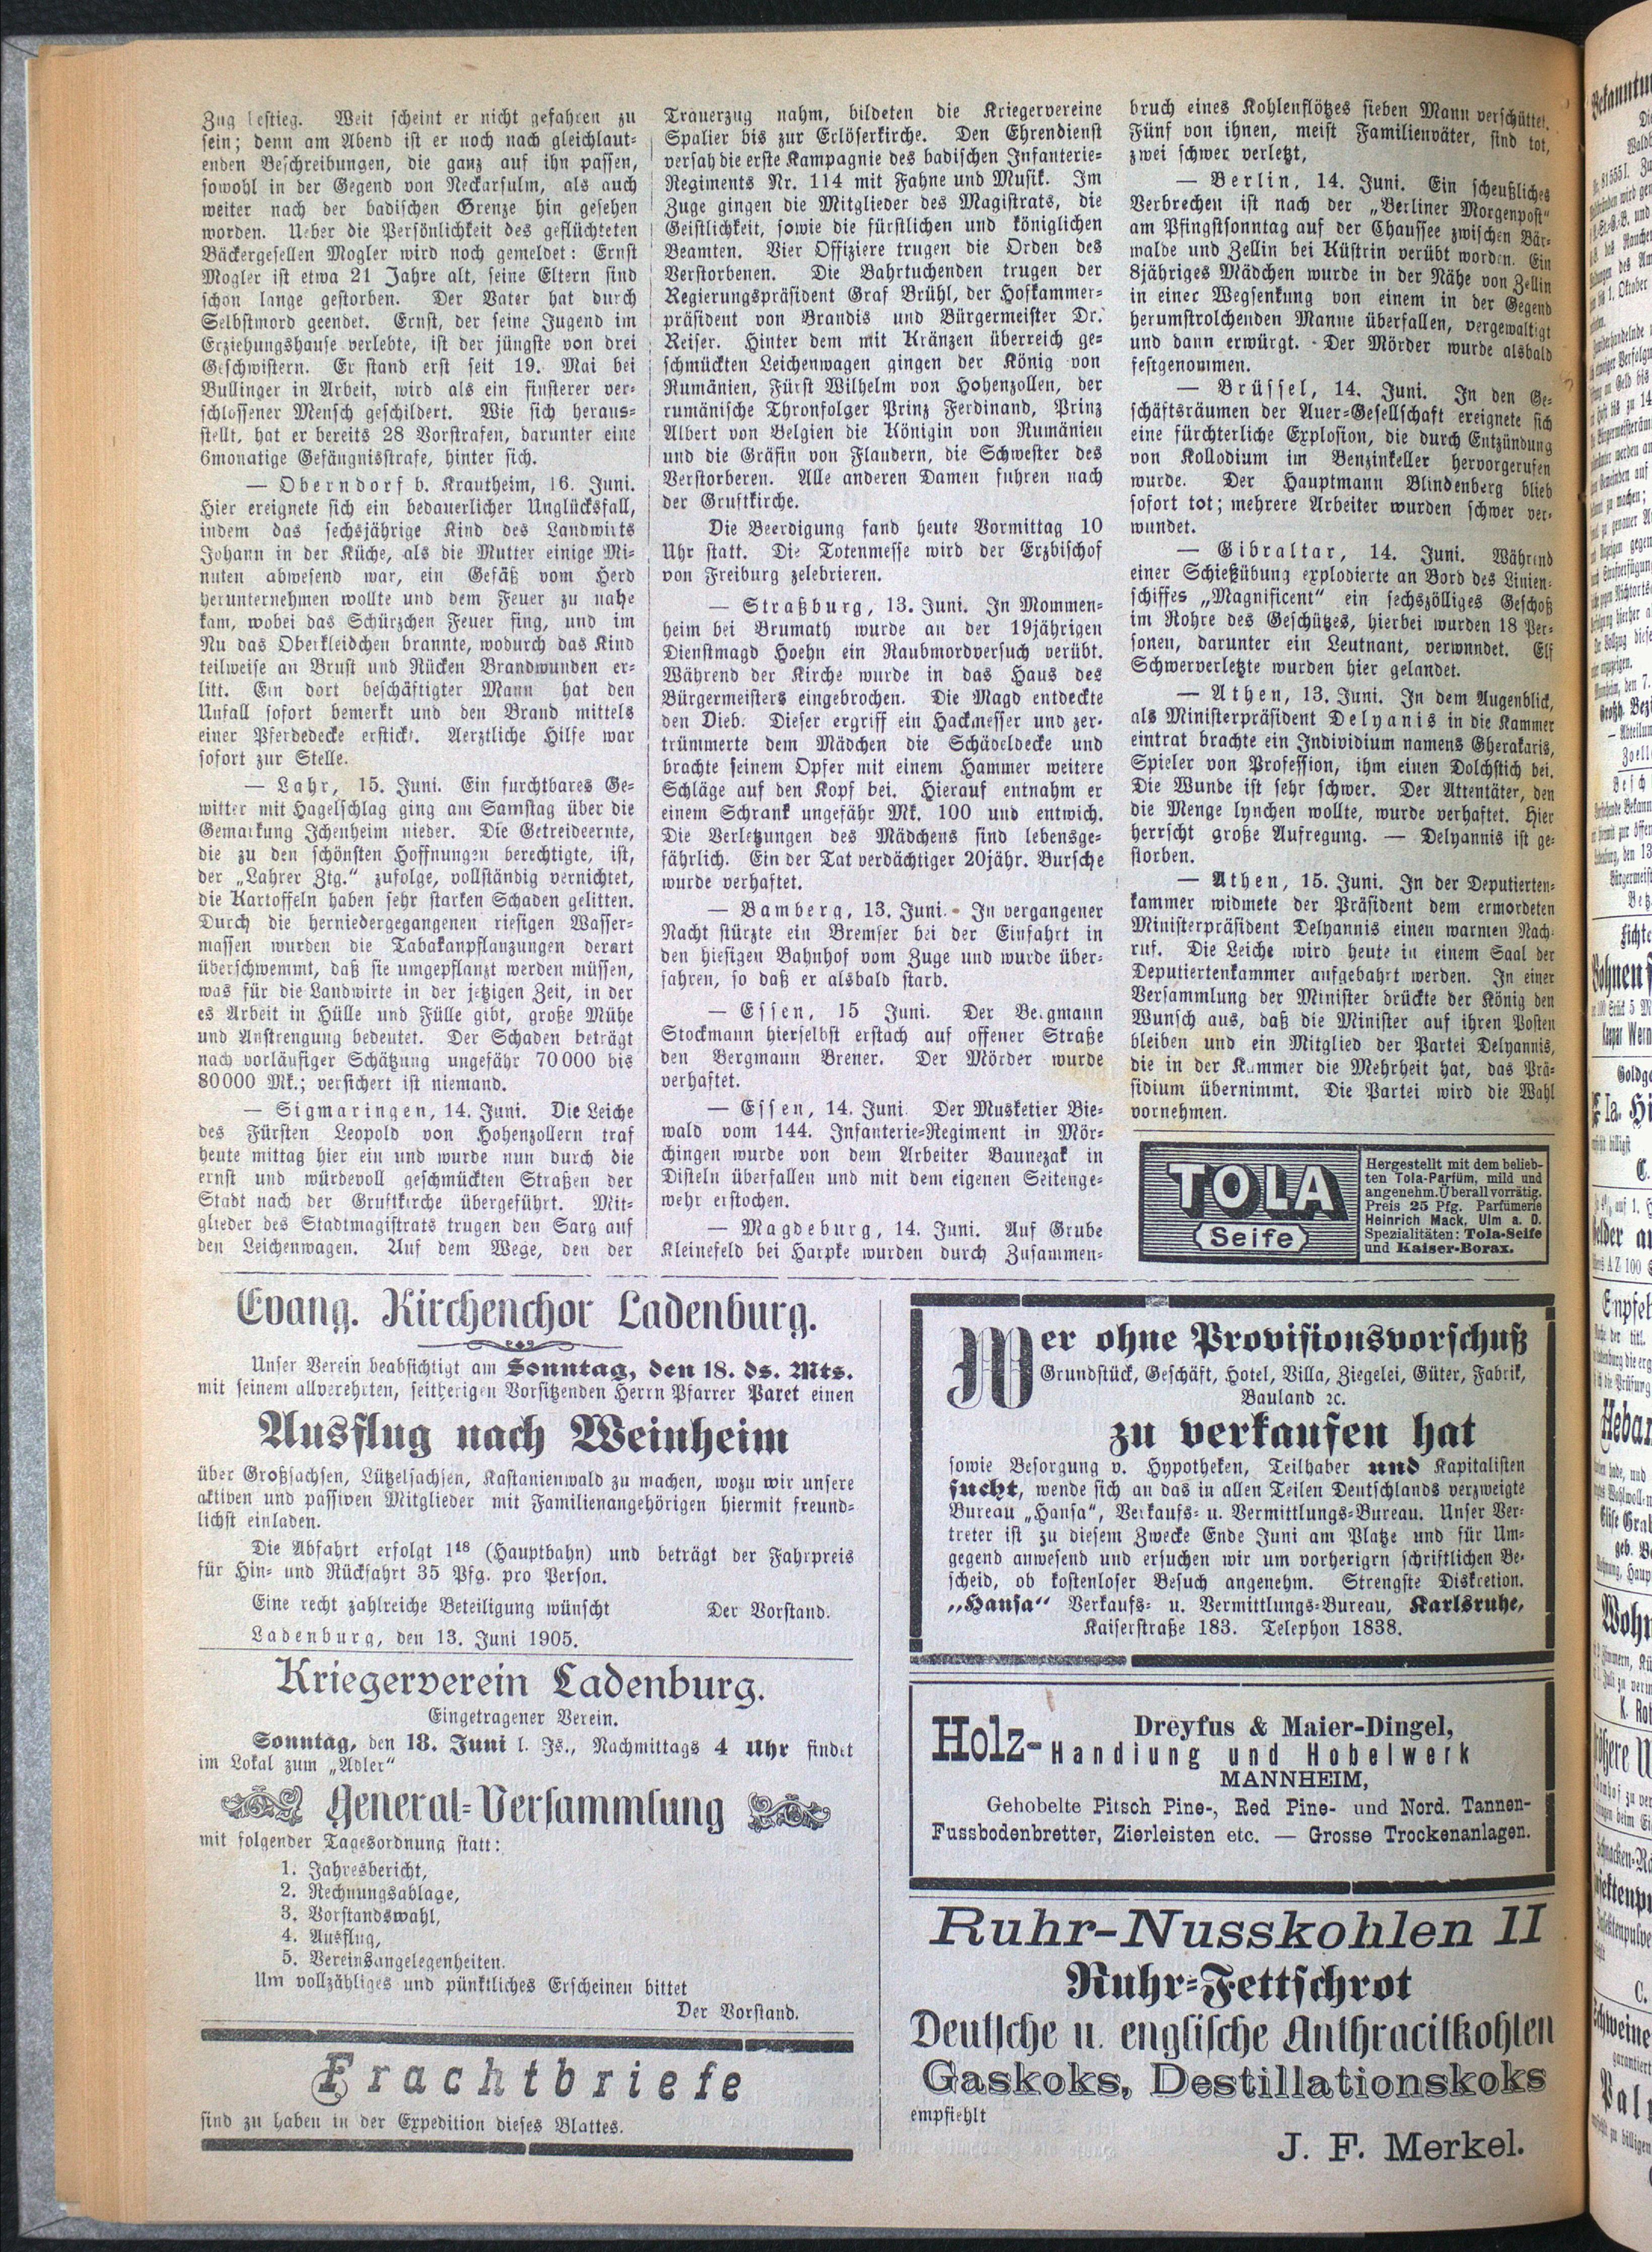 Zug bestieg. Weit scheint er nicht gefahren zu
sein; denn am Abend ist er noch nach gleichlaut-
enden Beschreibungen, die ganz auf ihn passen,
sowohl in der Gegend von Neckarsulm, als auch
weiter nach der badischen Grenze hin gesehen
worden. Ueber die Persönlichkeit des geflüchteten
Bäckergesellen Mogler wird noch gemeldet: Ernst
Mogler ist etwa 21 Jahre alt, seine Eltern sind
schon lange gestorben. Der Vater hat durch
Selbstmord geendet. Ernst, der seine Jugend im
Erziehungshause verlebte, ist der jüngste von drei
Geschwistern. Er stand erst seit 19. Mai bei
Bullinger in Arbeit, wird als ein finsterer ver-
schlossener Mensch geschildert. Wie sich heraus-
stellt, hat er bereits 28 Vorstrafen, darunter eine
6monatige Gefängnisstrafe, hinter sich.
— Oberndorf b. Krautheim, 16. Juni.
Hier ereignete sich ein bedauerlicher Unglücksfall,
indem das sechsjährige Kind des Landwirts
Johann in der Küche, als die Mutter einige Mi-
nuten abwesend war, ein Gefäß vom Herd
herunternehmen wollte und dem Feuer zu nahe
kam, wobei das Schürzchen Feuer fing, und im
Nu das Oberkleidchen brannte, wodurch das Kind
teilweise an Brust und Rücken Brandwunden er-
litt. Ein dort beschäftigter Mann hat den
Unfall sofort bemerkt und den Brand mittels
einer Pferdedecke erstickt. Aerztliche Hilfe war
sofort zur Stelle.
— Lahr, 15. Juni. Ein furchtbares Ge-
witter mit Hagelschlag ging am Samstag über die
Gemarkung Ichenheim nieder. Die Getreideernte,
die zu den schönsten Hoffnungen berechtigte, ist,
der „Lahrer Ztg.“ zufolge, vollständig vernichtet,
die Kartoffeln haben sehr starken Schaden gelitten.
Durch die herniedergegangenen riesigen Wasser-
massen wurden die Tabakanpflanzungen derart
überschwemmt, daß sie umgepflanzt werden müssen,
was für die Landwirte in der jetzigen Zeit, in der
es Arbeit in Hülle und Fülle gibt, große Mühe
und Anstrengung bedeutet. Der Schaden beträgt
nach vorläufiger Schätzung ungefähr 70 000 bis
80 000 Mk.; versichert ist niemand.
— Sigmaringen, 14. Juni. Die Leiche
des Fürsten Leopold von Hohenzollern traf
heute mittag hier ein und wurde nun durch die
ernst und würdevoll geschmückten Straßen der
Stadt nach der Gruftkirche übergeführt. Mit-
glieder des Stadtmagistrats trugen den Sarg auf
den Leichenwagen. Auf dem Wege, den der
Trauerzug nahm, bildeten die Kriegervereine
Spalier bis zur Erlöserkirche. Den Ehrendienst
versah die erste Kampagnie des badischen Infanterie-
Regiments Nr. 114 mit Fahne und Musik. Im
Zuge gingen die Mitglieder des Magistrats, die
Geistlichkeit, sowie die fürstlichen und königlichen
Beamten. Vier Offiziere trugen die Orden des
Verstorbenen. Die Bahrtuchenden trugen der
Regierungspräsident Graf Brühl, der Hofkammer-
präsident von Brandis und Bürgermeister Dr.
Reiser. Hinter dem mit Kränzen überreich ge-
schmückten Leichenwagen gingen der König von
Rumänien, Fürst Wilhelm von Hohenzollen, der
rumänische Thronfolger Prinz Ferdinand, Prinz
Albert von Belgien die Königin von Rumänien
und die Gräfin von Flandern, die Schwester des
Verstorberen. Alle anderen Damen fuhren nach
der Gruftkirche.
Die Beerdigung fand heute Vormittag 10
Uhr statt. Die Totenmesse wird der Erzbischof
von Freiburg zelebrieren.
— Straßburg, 13. Juni. In Mommen-
heim bei Brumath wurde an der 19jährigen
Dienstmagd Hoehn ein Raubmordversuch verübt.
Während der Kirche wurde in das Haus des
Bürgermeisters eingebrochen. Die Magd entdeckte
den Dieb. Dieser ergriff ein Hackmesser und zer-
trümmerte dem Mädchen die Schädeldecke und
brachte seinem Opfer mit einem Hammer weitere
Schläge auf den Kopf bei. Hierauf entnahm er
einem Schrank ungefähr Mk. 100 und entwich.
Die Verletzungen des Mädchens sind lebensge-
fährlich. Ein der Tat verdächtiger 20jähr. Bursche
wurde verhaftet.
— Bamberg, 13. Juni. In vergangener
Nacht stürzte ein Bremser bei der Einfahrt in
den hiesigen Bahnhof vom Zuge und wurde über-
fahren, so daß er alsbald starb.
— Essen, 15 Juni. Der Bergmann
Stockmann hierselbst erstach auf offener Straße
den Bergmann Brener. Der Mörder wurde
verhaftet.
— Essen, 14. Juni. Der Musketier Bie-
wald vom 144. Infanterie-Regiment in Mör-
chingen wurde von dem Arbeiter Baunezak in
Disteln überfallen und mit dem eigenen Seitenge-
wehr erstochen.
— Magdeburg, 14. Juni. Auf Grube
Kleinefeld bei Harpke wurden durch Zusammen-
bruch eines Kohlenflötzes sieben Mann verschüttet.
Fünf von ihnen, meist Familienväter, sind tot,
zwei schwer verletzt,
— Berlin, 14. Juni. Ein scheußliches
Verbrechen ist nach der „Berliner Morgenpost“
am Pfingstsonntag auf der Chaussee zwischen Bär-
walde und Zellin bei Küstrin verübt worden. Ein
8jähriges Mädchen wurde in der Nähe von Zellin
in einer Wegsenkung von einem in der Gegend
herumstrolchenden Manne überfallen, vergewaltigt
und dann erwürgt. Der Mörder wurde alsbald
festgenommen.
— Brüssel, 14. Juni. In den Ge-
schäftsräumen der Auer-Gesellschaft ereignete sich
eine fürchterliche Explosion, die durch Entzündung
von Kollodium im Benzinkeller hervorgerufen
wurde. Der Hauptmann Blindenberg blieb
sofort tot; mehrere Arbeiter wurden schwer ver-
wundet.
— Gibraltar, 14. Juni. Während
einer Schießübung explodierte an Bord des Linien-
schiffes „Magnificent“ ein sechszölliges Geschoß
im Rohre des Geschützes, hierbei wurden 18 Per-
sonen, darunter ein Leutnant, verwnndet. Elf
Schwerverletzte wurden hier gelandet.
— Athen, 13. Juni. In dem Augenblick,
als Ministerpräsident Delyanis in die Kammer
eintrat brachte ein Individium namens Gherakaris,
Spieler von Profession, ihm einen Dolchstich bei.
Die Wunde ist sehr schwer. Der Attentäter, den
die Menge lynchen wollte, wurde verhaftet. Hier
herrscht große Aufregung. — Delyannis ist ge-
storben.
— Athen, 15. Juni. In der Deputierten-
kammer widmete der Präsident dem ermordeten
Ministerpräsident Delyannis einen warmen Nach-
ruf. Die Leiche wird heute in einem Saal der
Deputiertenkammer aufgebahrt werden. In einer
Versammlung der Minister drückte der König den
Wunsch aus, daß die Minister auf ihren Posten
bleiben und ein Mitglied der Partei Delyannis,
die in der Kammer die Mehrheit hat, das Prä-
sidium übernimmt. Die Partei wird die Wahl
vornehmen.
TOLA
Seife
Hergestellt mit dem belieb-
ten Tola-Parfüm, mild und
angenehm. Überall vorrätig.
Preis 25 Pfg. Parfümerie
Heinrich Mack, Ulm a. D.
Spezialitäten: Tola-Seife
und Kaiser-Borax.
Evang. Kirchenchor Ladenburg.
Unser Verein beabsichtigt am Sonntag, den 18. ds. Mts.
mit seinem allverehrten, seitherigen Vorsitzenden Herrn Pfarrer Paret einen
Ausflug nach Weinheim
über Großsachsen, Lützelsachsen, Kastanienwald zu machen, wozu wir unsere
aktiven und passiven Mitglieder mit Familienangehörigen hiermit freund-
lichst einladen.
Die Abfahrt erfolgt 1¹⁸ (Hauptbahn) und beträgt der Fahrpreis
für Hin- und Rückfahrt 35 Pfg. pro Person.
Eine recht zahlreiche Beteiligung wünscht Der Vorstand.
Ladenburg, den 13. Juni 1905.
Kriegerverein Ladenburg.
Eingetragener Verein.
Sonntag, den 18. Juni l. Js., Nachmittags 4 Uhr findet
im Lokal zum „Adler“
General-Versammlung
mit folgender Tagesordnung statt:
1. Jahresbericht,
2. Rechnungsablage,
3. Vorstandswahl,
4. Ausflug,
5. Vereinsangelegenheiten.
Um vollzähliges und pünktliches Erscheinen bittet
Der Vorstand.
Frachtbriefe
sind zu haben in der Expedition dieses Blattes.
Wer ohne Provisionsvorschuß
Grundstück, Geschäft, Hotel, Villa, Ziegelei, Güter, Fabrik,
Bauland ꝛc.
zu verkaufen hat
sowie Besorgung v. Hypotheken, Teilhaber und Kapitalisten
sucht, wende sich an das in allen Teilen Deutschlands verzweigte
Bureau „Hansa“, Verkaufs- u. Vermittlungs-Bureau. Unser Ver-
treter ist zu diesem Zwecke Ende Juni am Platze und für Um-
gegend anwesend und ersuchen wir um vorherigrn schriftlichen Be-
scheid, ob kostenloser Besuch angenehm. Strengste Diskretion.
„Hansa“ Verkaufs- u. Vermittlungs-Bureau, Karlsruhe,
Kaiserstraße 183. Telephon 1838.
Dreyfus & Maier-Dingel,
Holz-Handlung und Hobelwerk
MANNHEIM,
Gehobelte Pitsch Pine-, Red Pine- und Nord. Tannen-
Fussbodenbretter, Zierleisten etc. — Grosse Trockenanlagen.
Ruhr-Nusskohlen II
Ruhr-Fettschrot
Deutsche u. englische Anthracitkohlen
Gaskoks, Destillationskoks
empfiehlt
J. F. Merkel.